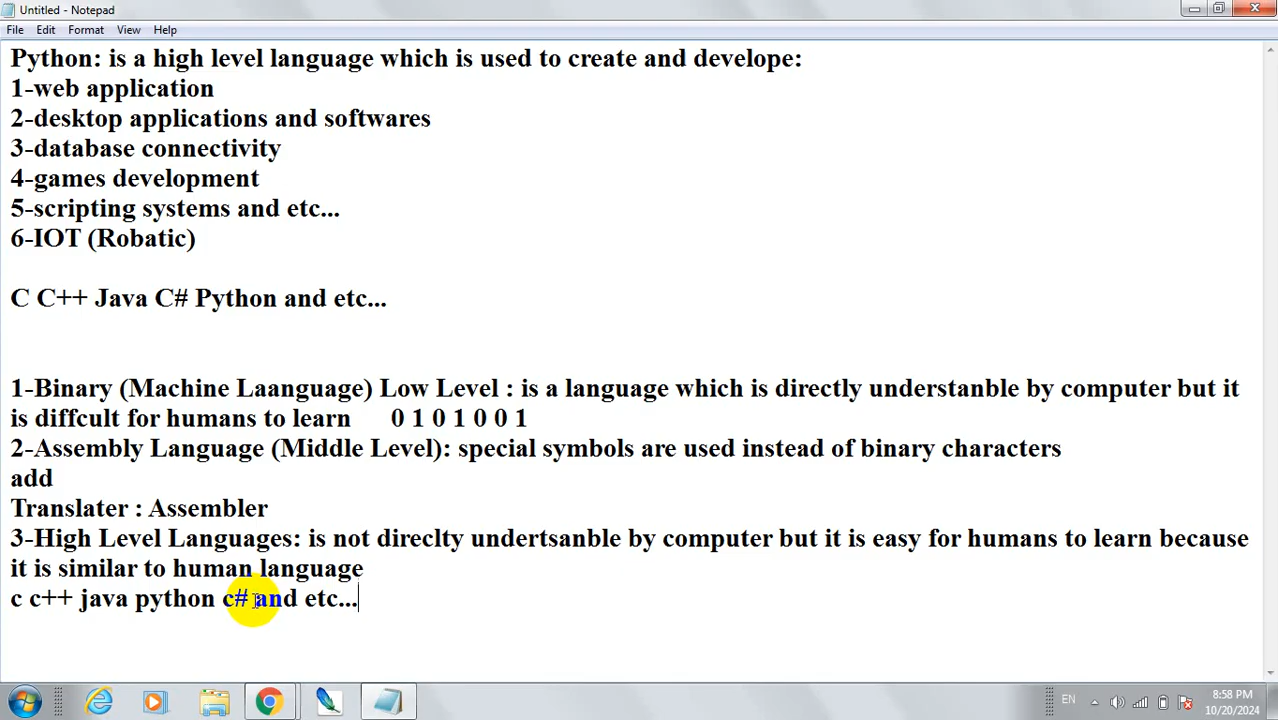 Untitled - Notepad
File Edit Format View Help
Python: is a high level language which is used to create and develope:
1-web application
2-desktop applications and softwares
3-database connectivity
4-games development
5-scripting systems and etc...
6-IOT (Robatic)
C C++ Java C# Python and etc...
1-Binary (Machine Laanguage) Low Level : is a language which is directly understanble by computer but it
is diffcult for humans to learn 0 1 0 1 0 0 1
2-Assembly Language (Middle Level): special symbols are used instead of binary characters
add
Translater : Assembler
3-High Level Languages: is not direclty undertsanble by computer but it is easy for humans to learn because
it is similar to human language
c c++ java python c# and etc...
EN
8:58 PM
10/20/2024